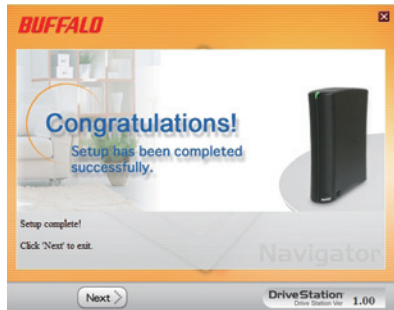 BUFFALO
Congratulations!
Setup has been completed
successfully.
Setup complete!
Click 'Next' to exit.
Navigator
Next
DriveStation
Drive Station Ver 1.00